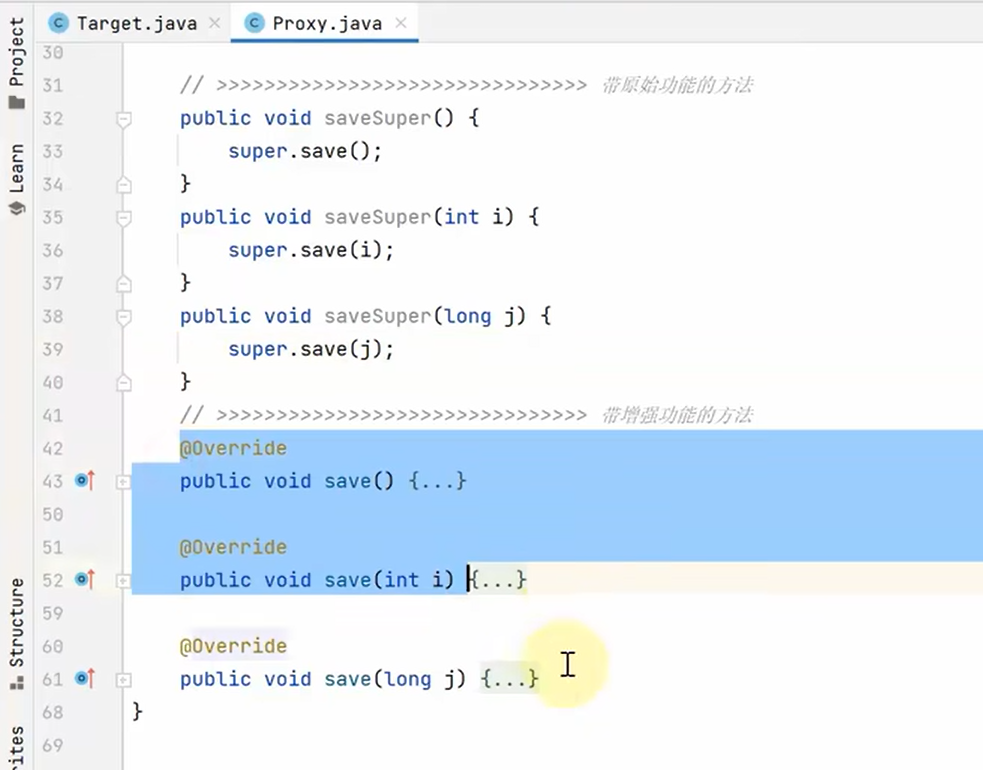 Project
Learn
Structure
rites
Target.java
Proxy.java
30
31 // >>>>>>>>>>>>>>>>>>>>>>>>>>>>>>> 带原始功能的方法
32 public void saveSuper() {
33 super.save();
34 }
35 public void saveSuper(int i) {
36 super.save(i);
37 }
38 public void saveSuper(long j) {
39 super.save(j);
40 }
41 // >>>>>>>>>>>>>>>>>>>>>>>>>>>>>>> 带增强功能的方法
42 @Override
43 public void save() {...}
50
51 @Override
52 public void save(int i) {...}
59
60 @Override
61 public void save(long j) {...}
68 }
69